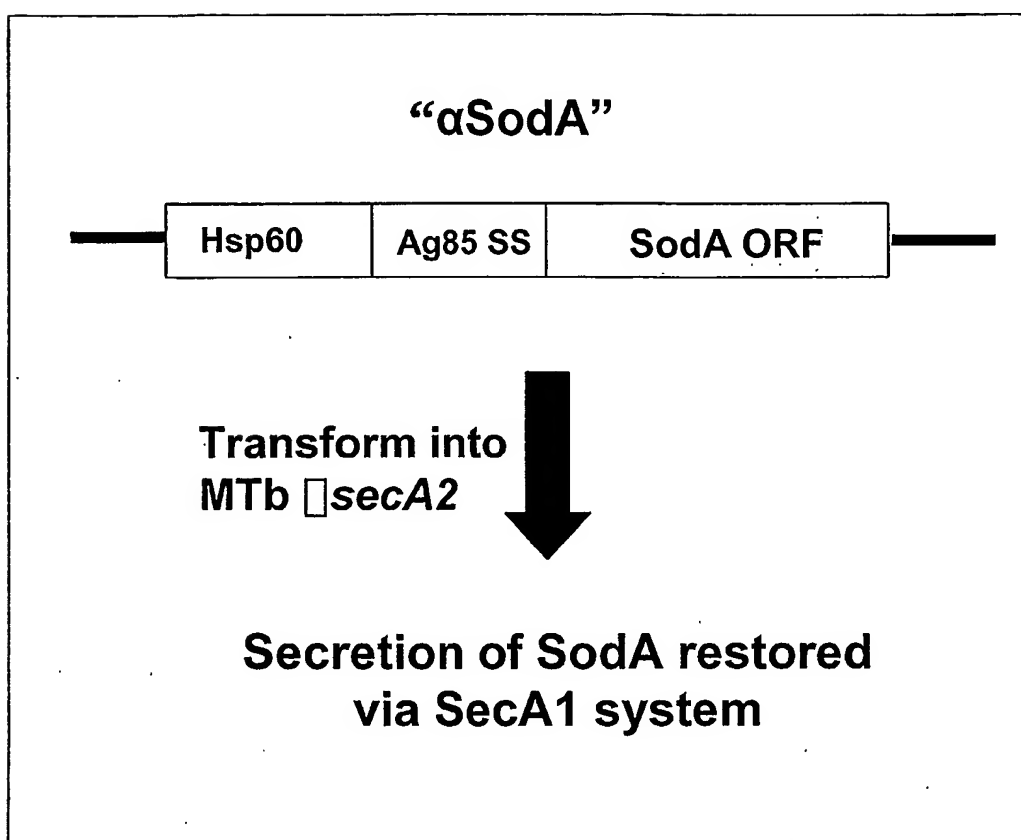 “αSodA”
Hsp60 Ag85 SS SodA ORF
Transform into
MTb □secA2
Secretion of SodA restored
via SecA1 system